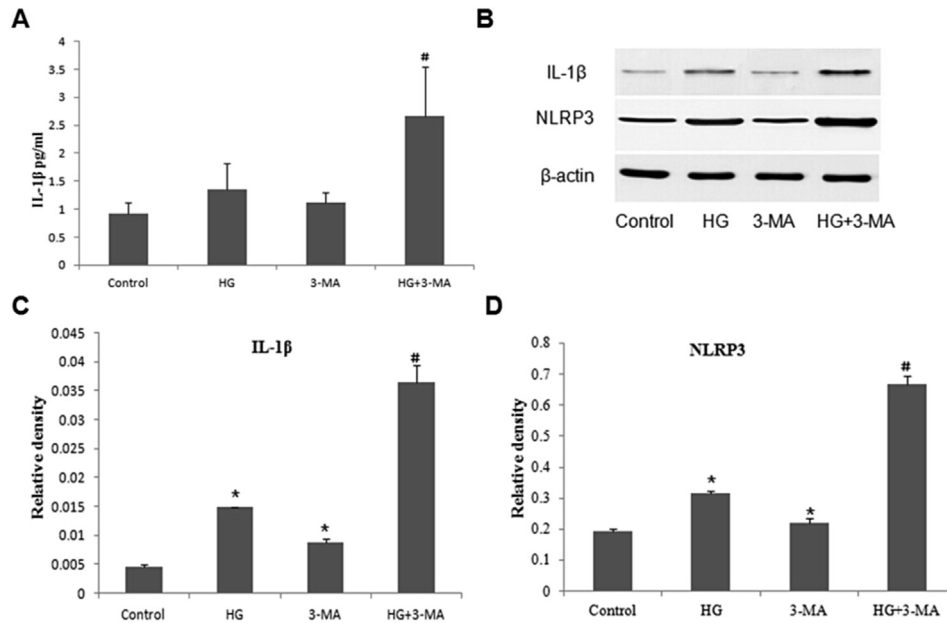 A
4
3.5
3
2.5
2
1.5
1
0.5
0
IL-1β pg/ml
#
Control HG 3-MA HG+3-MA
B
IL-1β
NLRP3
β-actin
Control HG 3-MA HG+3-MA
C
IL-1β
0.045
0.04
0.035
0.03
0.025
0.02
0.015
0.01
0.005
0
Relative density
*
*
#
Control HG 3-MA HG+3-MA
D
NLRP3
0.8
0.7
0.6
0.5
0.4
0.3
0.2
0.1
0
Relative density
*
*
#
Control HG 3-MA HG+3-MA